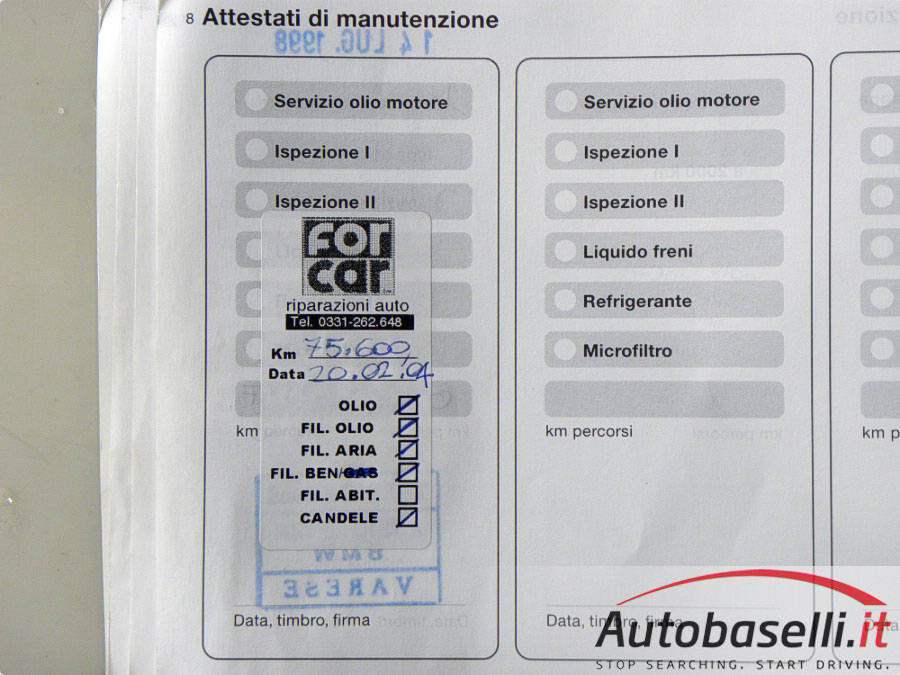 8 Attestati di manutenzione
14 LUG. 1998
Servizio olio motore
Ispezione I
Ispezione II
for
car
riparazioni auto
Tel. 0331-262.648
Km 75.600
Data 20.02.04
OLIO
FIL. OLIO
FIL. ARIA
FIL. BEN/GAS
FIL. ABIT.
CANDELE
km
BMW
VARESE
Data, timbro, firma
Servizio olio motore
Ispezione I
Ispezione II
Liquido freni
Refrigerante
Microfiltro
km percorsi
Data, timbro, firma
km p
Data
Autobaselli.it
STOP SEARCHING. START DRIVING.